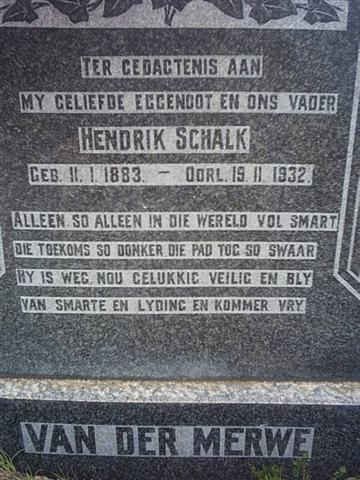 TER GEDAGTENIS AAN
MY GELIEFDE EGGENOOT EN ONS VADER
HENDRIK SCHALK
GEB. 11. 1. 1883. – OORL. 19. 11. 1932.
ALLEEN, SO ALLEEN IN DIE WERELD VOL SMART
DIE TOEKOMS SO DONKER DIE PAD TOG SO SWAAR
HY IS WEG, NOU GELUKKIG VEILIG EN BLY
VAN SMARTE EN LYDING EN KOMMER VRY
VAN DER MERWE